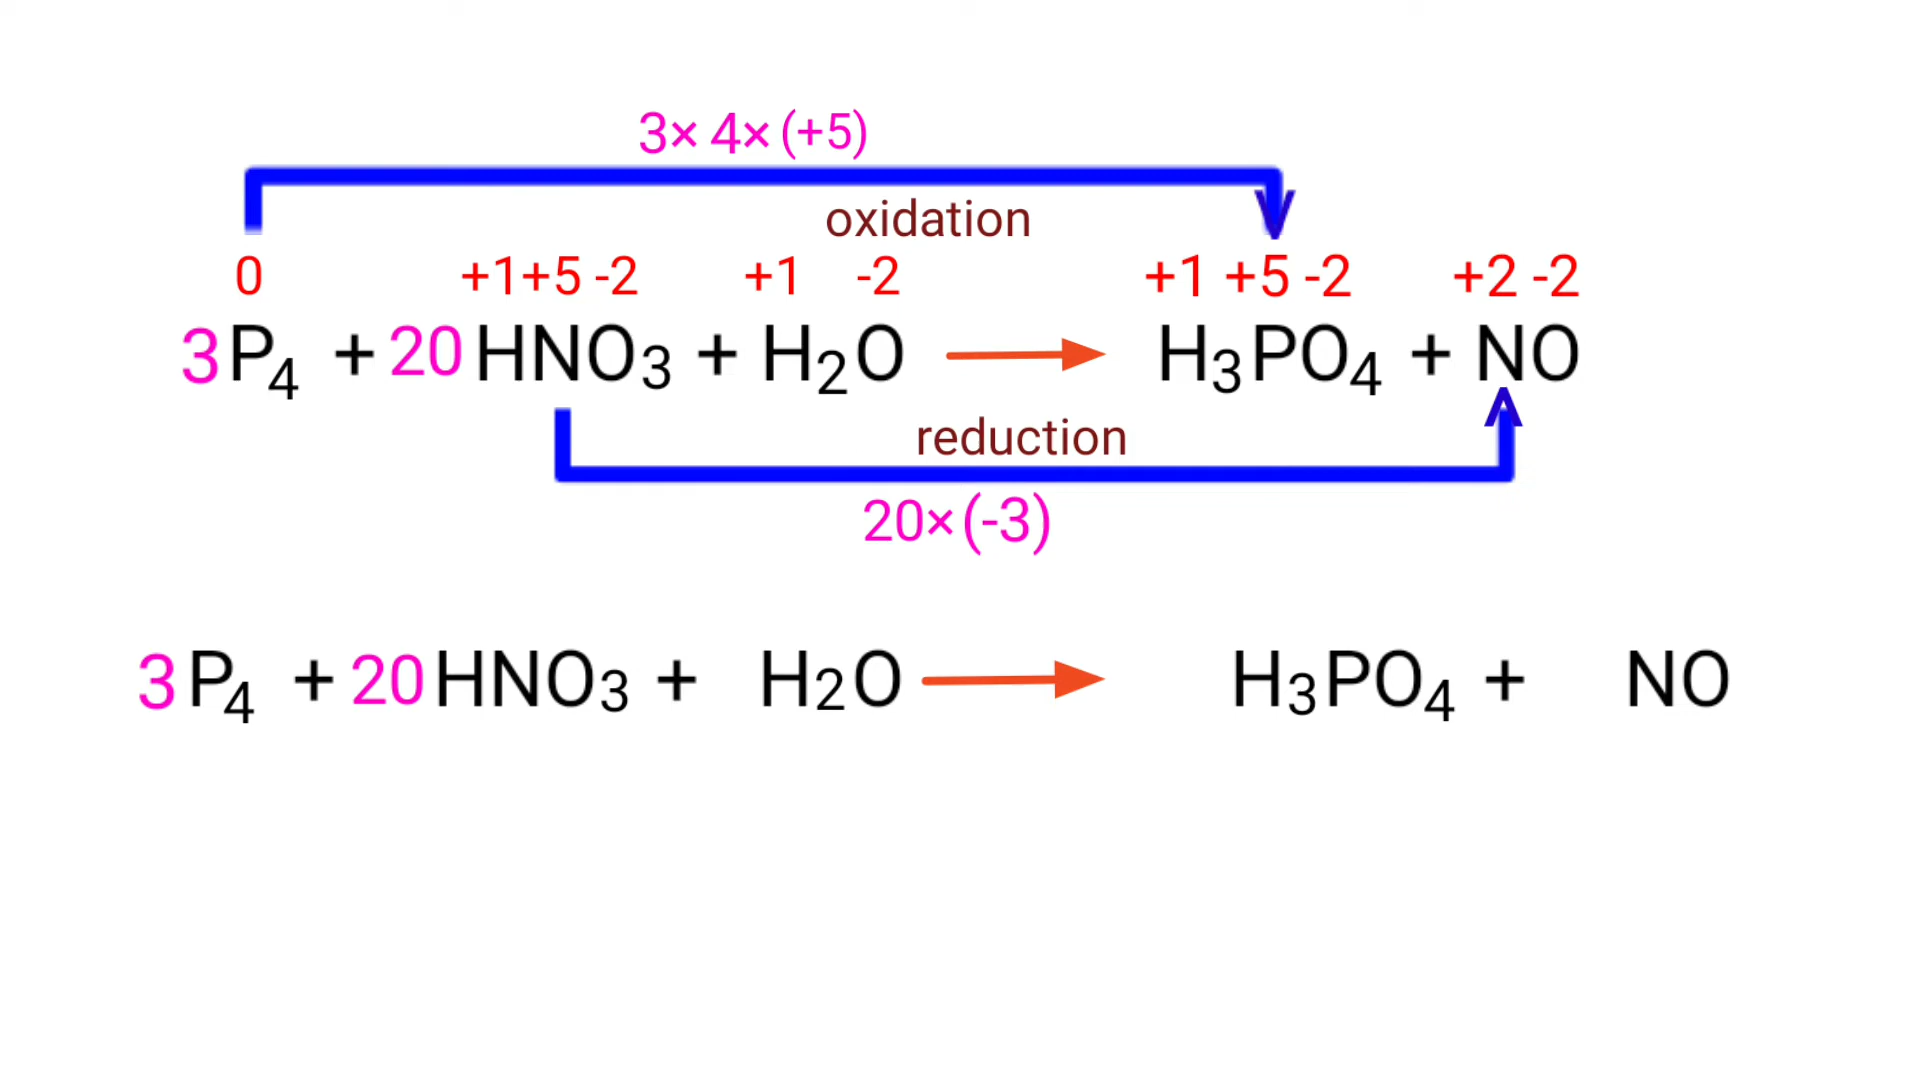 3× 4× (+5)
oxidation
0 +1+5 -2 +1 -2 +1 +5 -2 +2 -2
3P₄ + 20HNO₃ + H₂O → H₃PO₄ + NO
reduction
20×(-3)
3P₄ + 20HNO₃ + H₂O → H₃PO₄ + NO